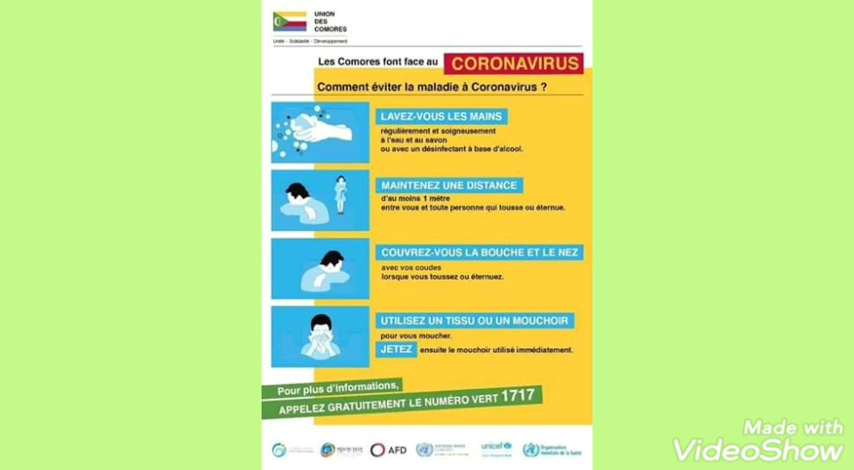 UNION
DES
COMORES
Unité - Solidarité - Développement
Les Comores font face au CORONAVIRUS
Comment éviter la maladie à Coronavirus ?
LAVEZ-VOUS LES MAINS
régulièrement et soigneusement
à l'eau et au savon
ou avec un désinfectant à base d'alcool.
MAINTENEZ UNE DISTANCE
d'au moins 1 mètre
entre vous et toute personne qui tousse ou éternue.
COUVREZ-VOUS LA BOUCHE ET LE NEZ
avec vos coudes
lorsque vous toussez ou éternuez.
UTILISEZ UN TISSU OU UN MOUCHOIR
pour vous moucher.
JETEZ ensuite le mouchoir utilisé immédiatement.
Pour plus d'informations,
APPELEZ GRATUITEMENT LE NUMÉRO VERT 1717
AFD
unicef
Organisation
Mondiale de la Santé
Made with
VideoShow